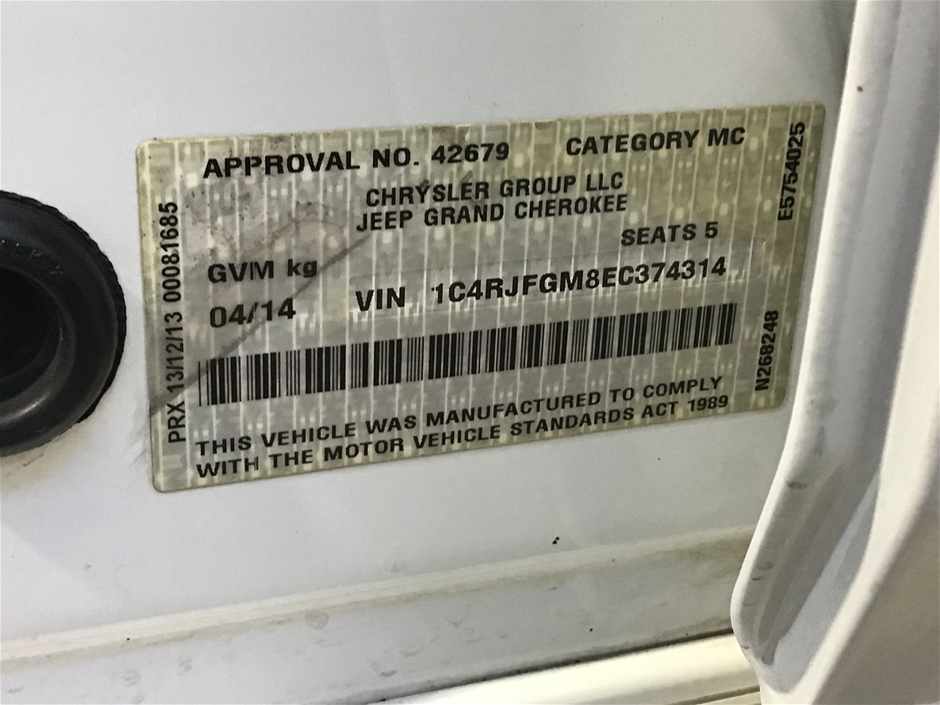 APPROVAL NO. 42679 CATEGORY MC
CHRYSLER GROUP LLC
JEEP GRAND CHEROKEE
SEATS 5
GVM kg
04/14 VIN 1C4RJFGM8EC374314
THIS VEHICLE WAS MANUFACTURED TO COMPLY
WITH THE MOTOR VEHICLE STANDARDS ACT 1989
PRX 13/12/13 00081685
E5754025
N268248